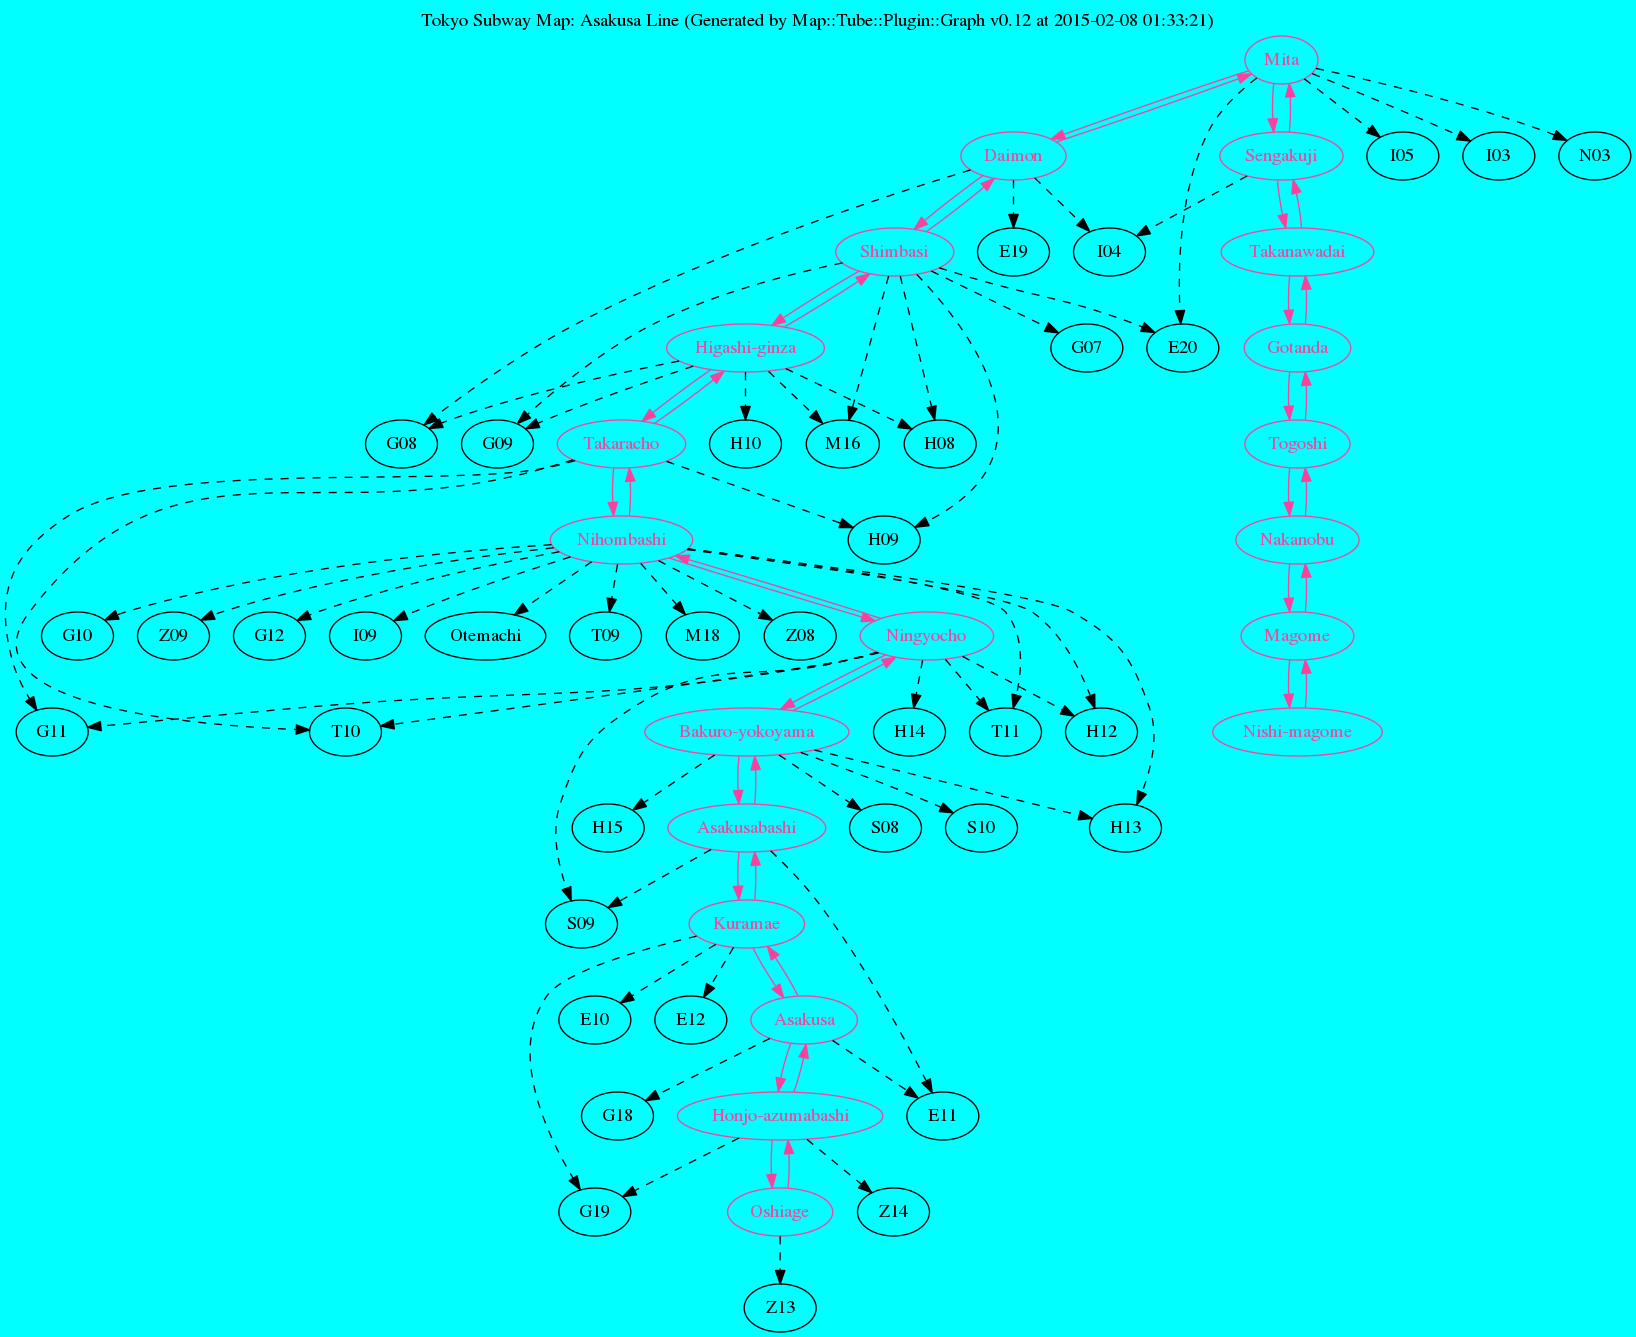 Tokyo Subway Map: Asakusa Line (Generated by Map::Tube::Plugin::Graph v0.12 at 2015-02-08 01:33:21)
Mita
Daimon
Sengakuji
I05
I03
N03
Shimbasi
E19
I04
Takanawadai
Higashi-ginza
G07
E20
Gotanda
G08
G09
Takaracho
H10
M16
H08
Togoshi
Nihombashi
H09
Nakanobu
G10
Z09
G12
I09
Otemachi
T09
M18
Z08
Ningyocho
Magome
G11
T10
Bakuro-yokoyama
H14
T11
H12
Nishi-magome
H15
Asakusabashi
S08
S10
H13
S09
Kuramae
E10
E12
Asakusa
G18
Honjo-azumabashi
E11
G19
Oshiage
Z14
Z13